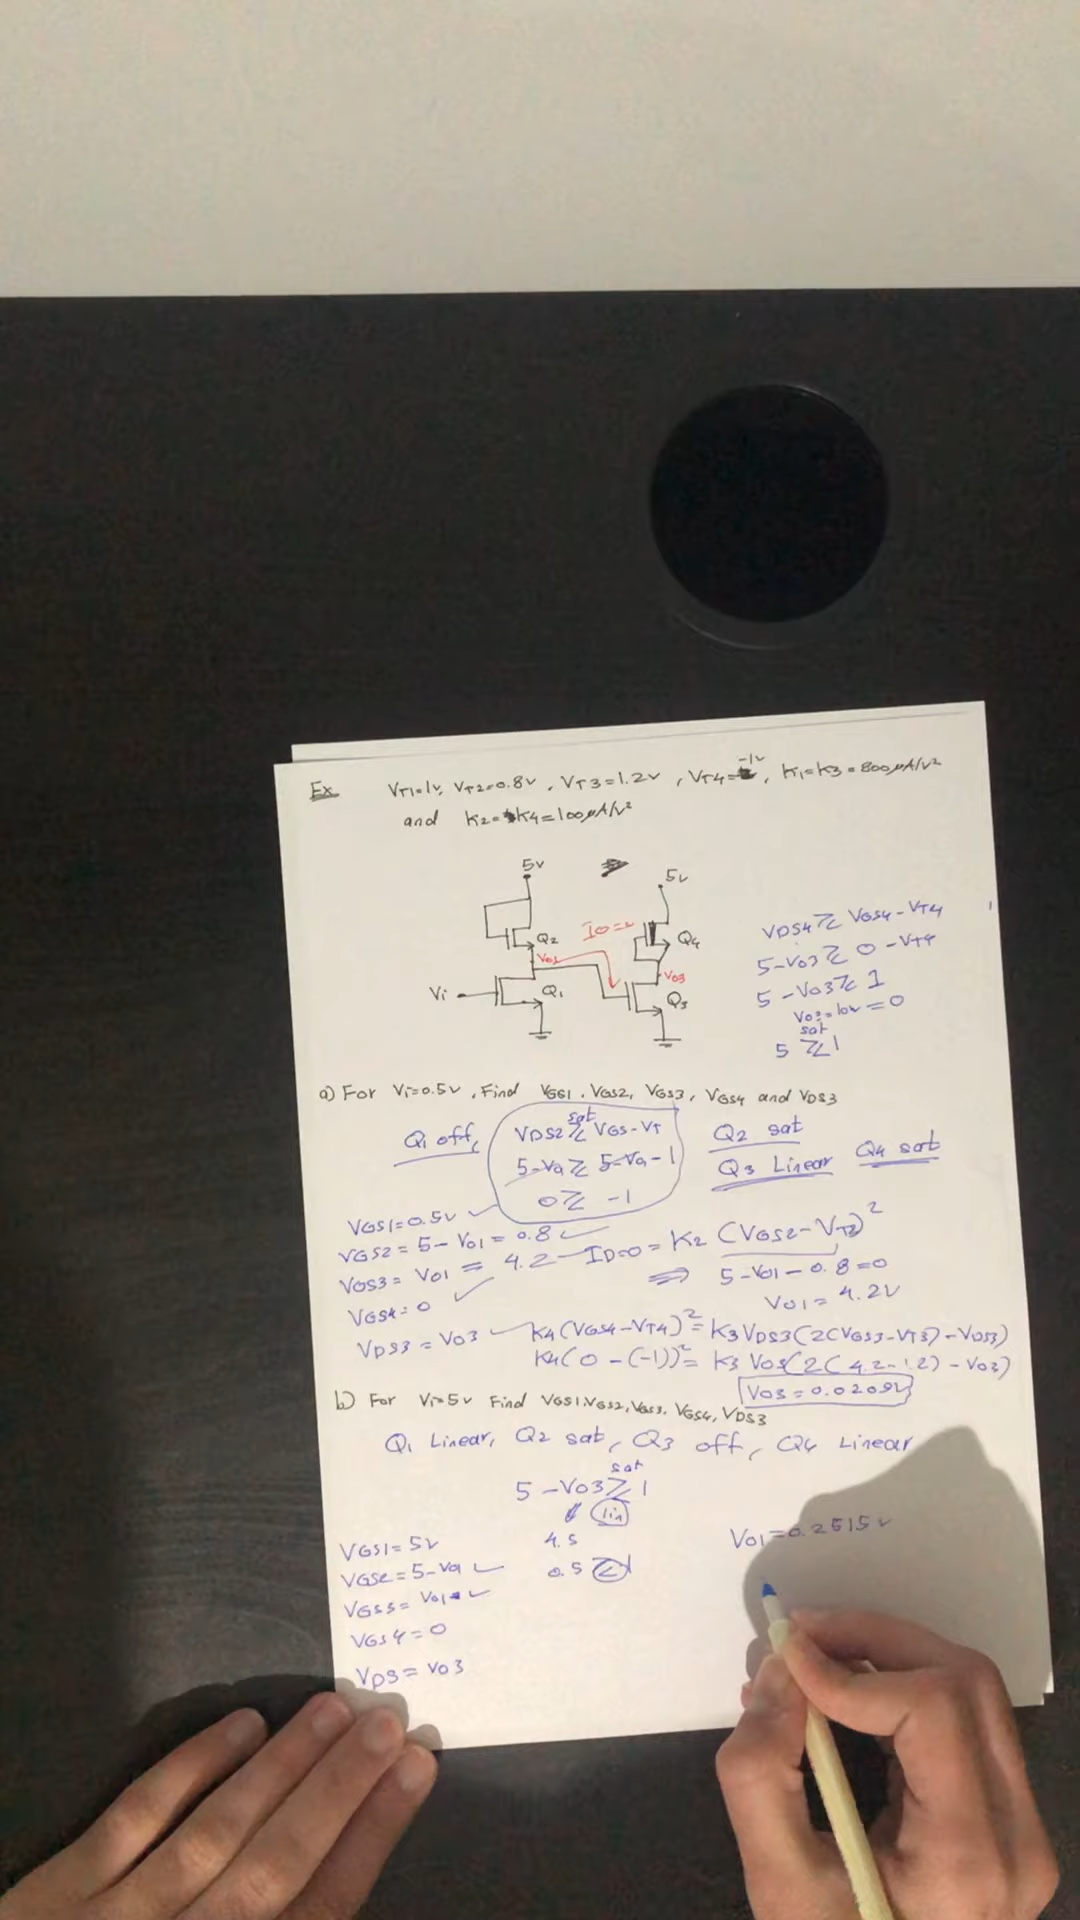 Ex. VT1=1v, VT2=0.8v, VT3=1.2v, VT4=-1v, K1=K3=800μA/v²
and K2=K4=100μA/v²
5v
5v
Q2
I0=0
Q4
Vo1
Vo3
Vi
Q1
Q3
VDS4 ≥ VGS4-VT4
5-Vo3 ≥ 0-VT4
5-Vo3 ≥ 1
Vo3=low=0
sat
5 ≥ 1
a) For Vi=0.5v, Find VGS1, VGS2, VGS3, VGS4 and VDS3
Q1 off,
sat
VDS2 ≥ VGS-VT
5-Vo1 ≥ 5-Vo1-1
0 ≥ -1
Q2 sat
Q3 Linear Q4 sat
VGS1=0.5v
VGS2=5-Vo1=0.8
VGS3=Vo1=4.2
VGS4=0
VDS3=Vo3
ID=0=K2(VGS2-VT2)²
⇒ 5-Vo1-0.8=0
Vo1=4.2V
K4(VGS4-VT4)²=K3VDS3(2(VGS3-VT3)-VDS3)
K4(0-(-1))²=K3 Vo3(2(4.2-1.2)-Vo3)
Vo3=0.0209V
b) For Vi=5v Find VGS1,VGS2,VGS3,VGS4,VDS3
Q1 Linear, Q2 sat, Q3 off, Q4 Linear
sat
5-Vo3 ≥ 1
lin
4.5
0.5 ≥ 1
VGS1=5v
VGS2=5-Vo1
VGS3=Vo1
VGS4=0
VDS=Vo3
Vo1=0.2515v